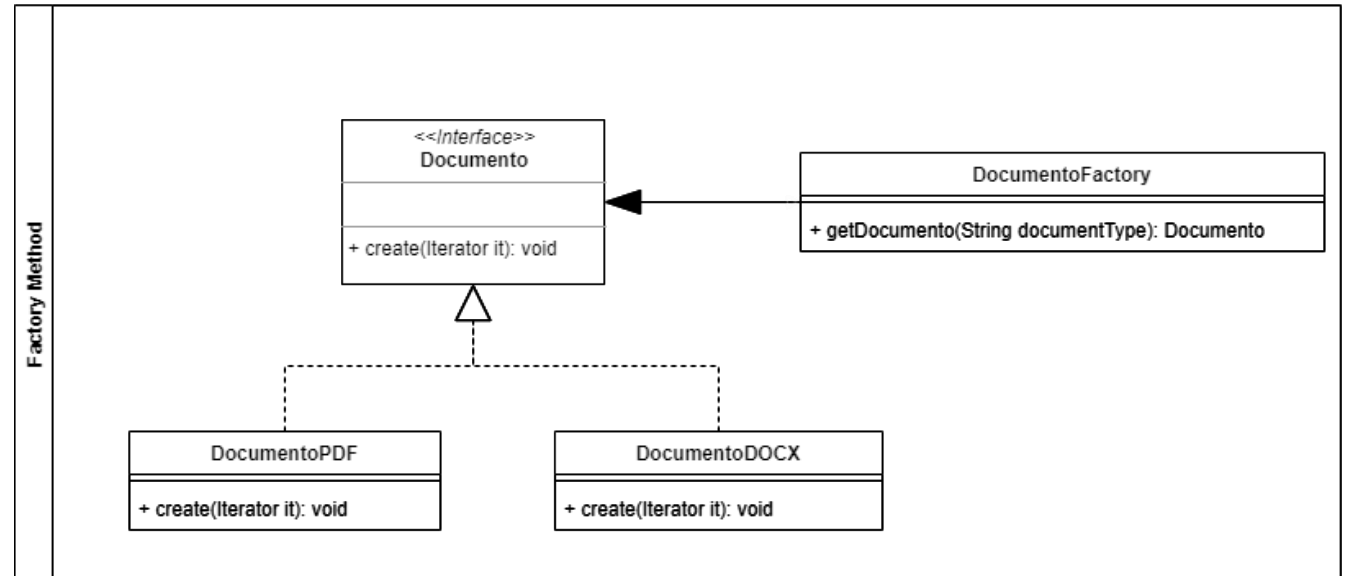 Factory Method
<<Interface>>
Documento
+ create(Iterator it): void
DocumentoFactory
+ getDocumento(String documentType): Documento
DocumentoPDF
+ create(Iterator it): void
DocumentoDOCX
+ create(Iterator it): void